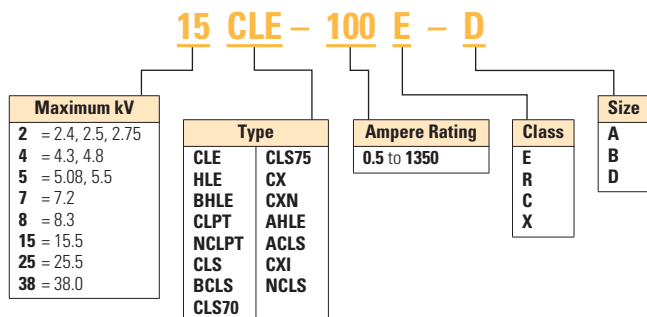 15 CLE – 100 E – D
Maximum kV
2 = 2.4, 2.5, 2.75
4 = 4.3, 4.8
5 = 5.08, 5.5
7 = 7.2
8 = 8.3
15 = 15.5
25 = 25.5
38 = 38.0
Type
CLE CLS75
HLE CX
BHLE CXN
CLPT AHLE
NCLPT ACLS
CLS CXI
BCLS NCLS
CLS70
Ampere Rating
0.5 to 1350
Class
E
R
C
X
Size
A
B
D